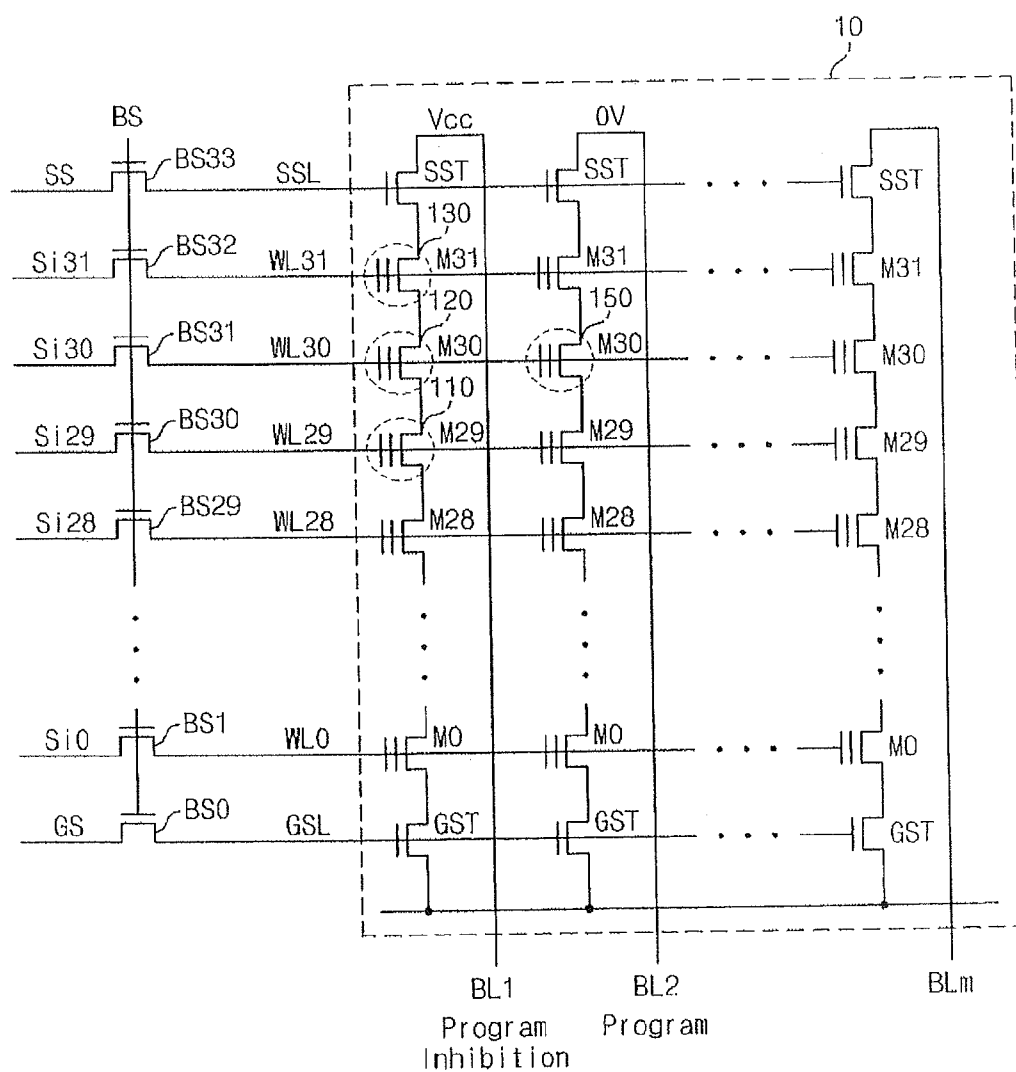 10
BS Vcc 0V
SS BS33 SSL SST SST SST
130
Si31 BS32 WL31 M31 M31 M31
120 150
Si30 BS31 WL30 M30 M30 M30
110
Si29 BS30 WL29 M29 M29 M29
Si28 BS29 WL28 M28 M28 M28
Si0 BS1 WL0 M0 M0 M0
GS BS0 GSL GST GST GST
BL1 BL2 BLm
Program Program
Inhibition